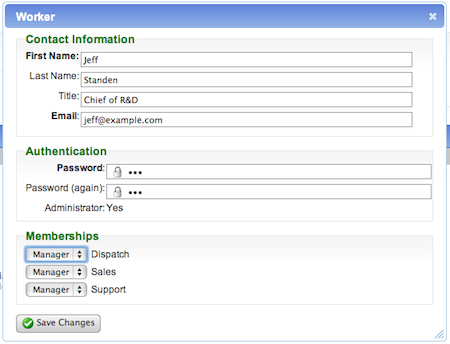 Worker
Contact Information
First Name: Jeff
Last Name: Standen
Title: Chief of R&D
Email: jeff@example.com
Authentication
Password: •••
Password (again): •••
Administrator: Yes
Memberships
Manager Dispatch
Manager Sales
Manager Support
Save Changes